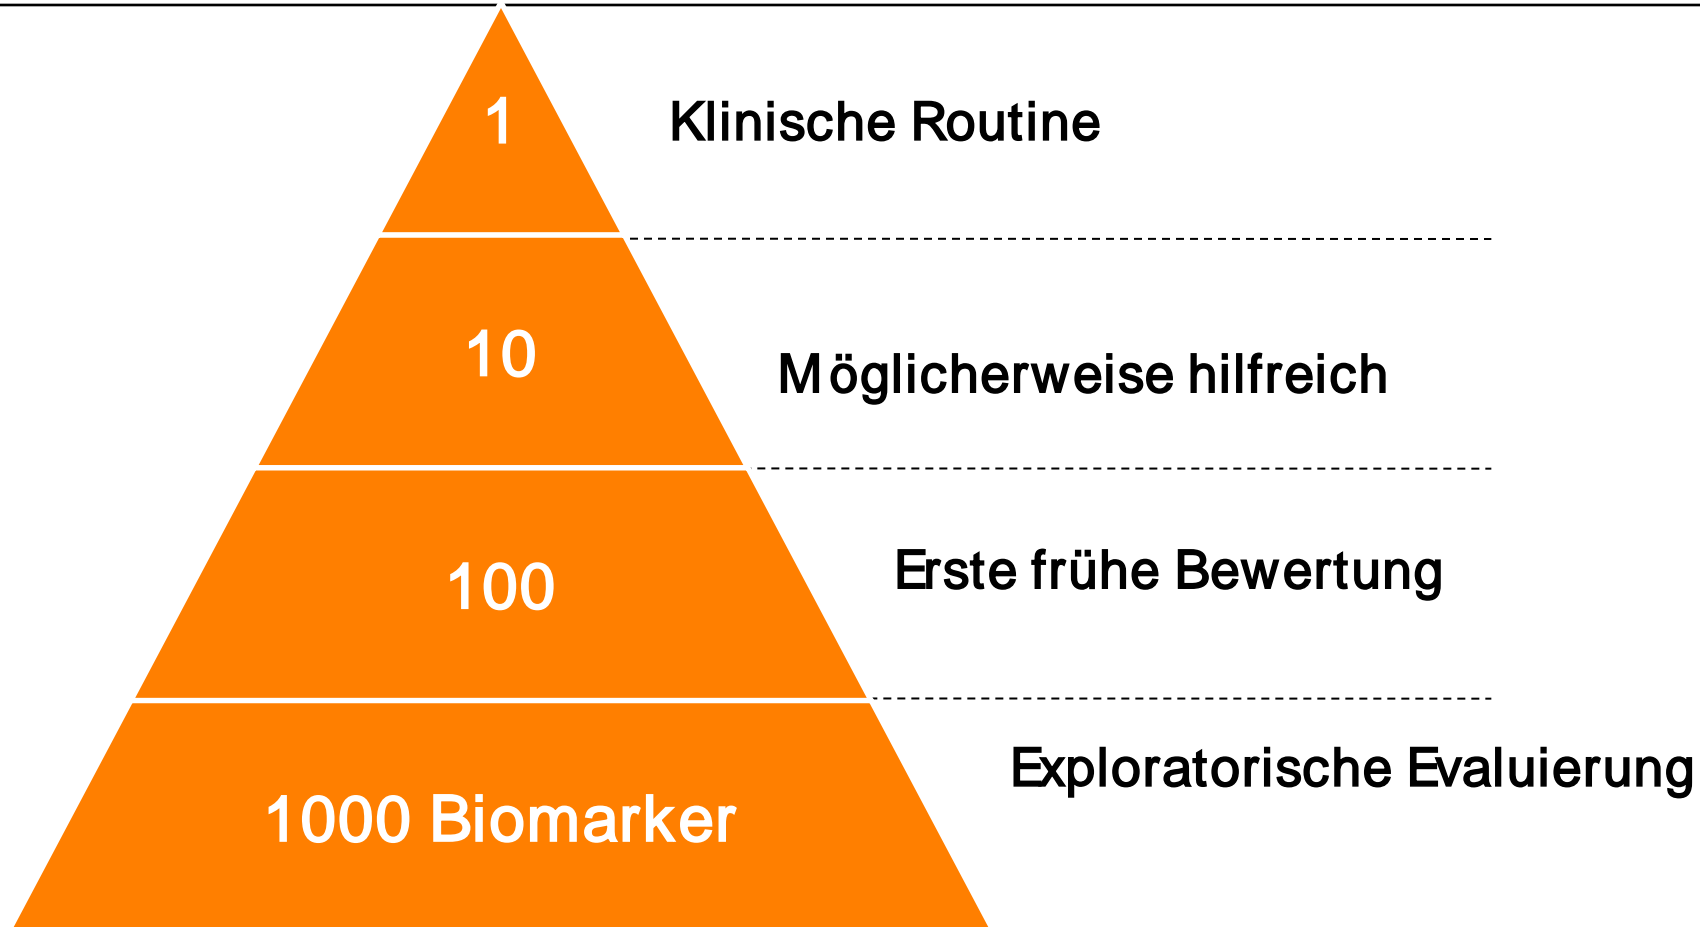 1
Klinische Routine
10
Möglicherweise hilfreich
100
Erste frühe Bewertung
1000 Biomarker
Exploratorische Evaluierung